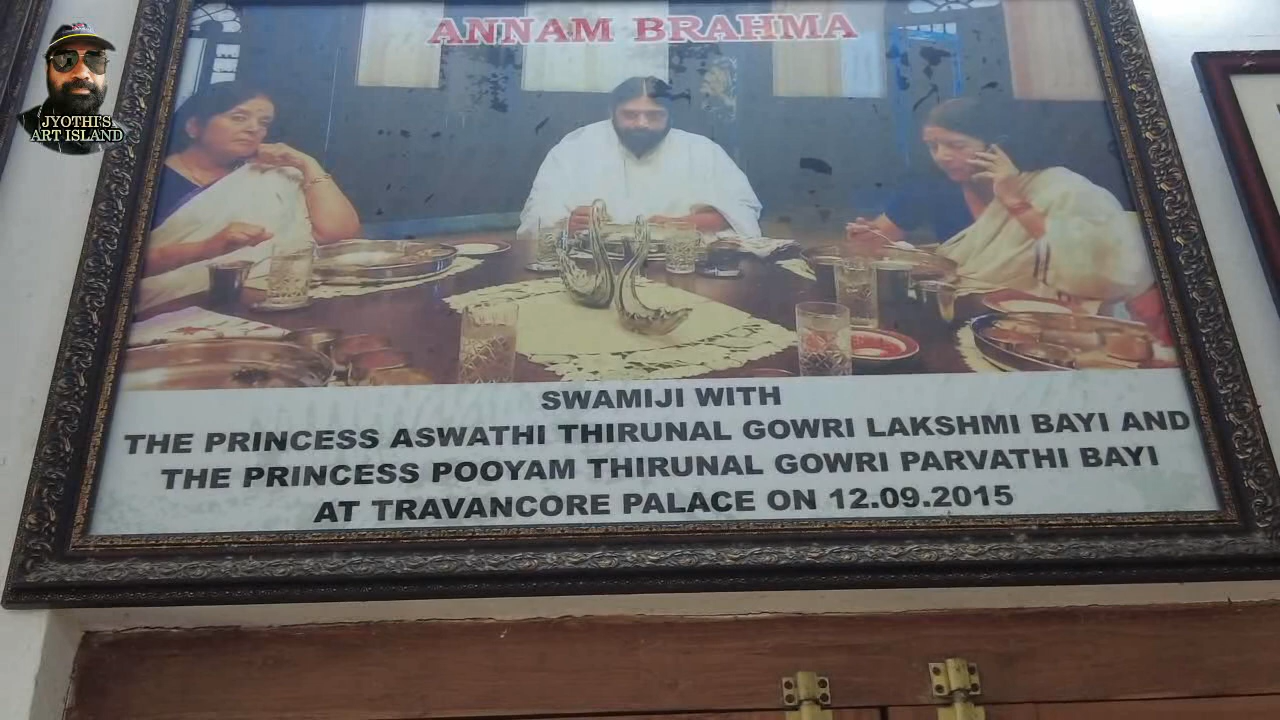 ANNAM BRAHMA
JYOTHI'S
ART ISLAND
SWAMIJI WITH
THE PRINCESS ASWATHI THIRUNAL GOWRI LAKSHMI BAYI AND
THE PRINCESS POOYAM THIRUNAL GOWRI PARVATHI BAYI
AT TRAVANCORE PALACE ON 12.09.2015